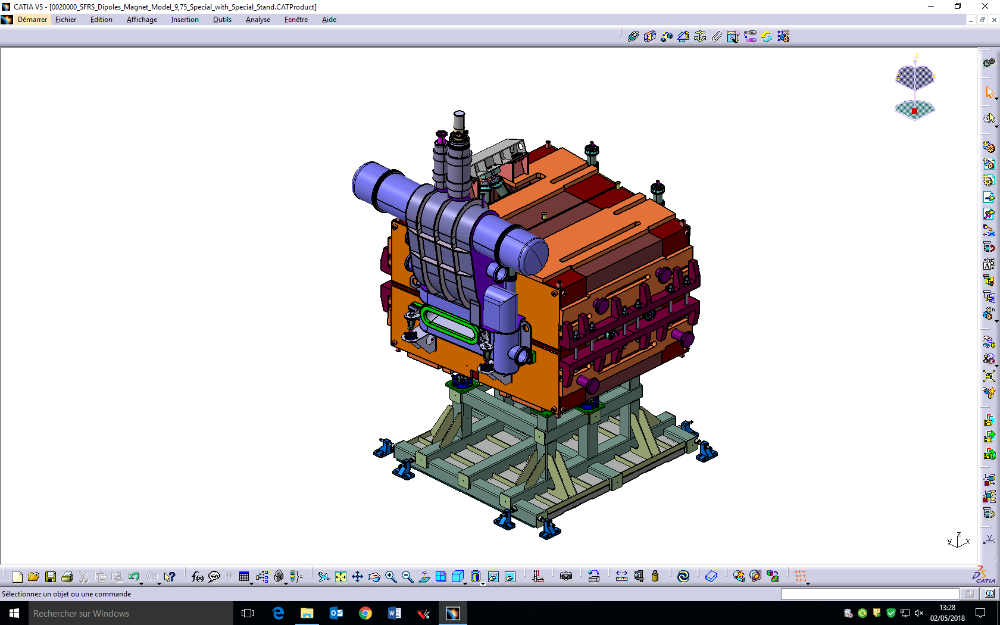 CATIA V5 - [0020000_SFRS_Dipoles_Magnet_Model_9,75_Special_with_Special_Stand.CATProduct]
Démarrer Fichier Edition Affichage Insertion Outils Analyse Fenêtre Aide
z
x
z
y x
f(x)
CATIA
Sélectionnez un objet ou une commande
Rechercher sur Windows
13:28
02/05/2018